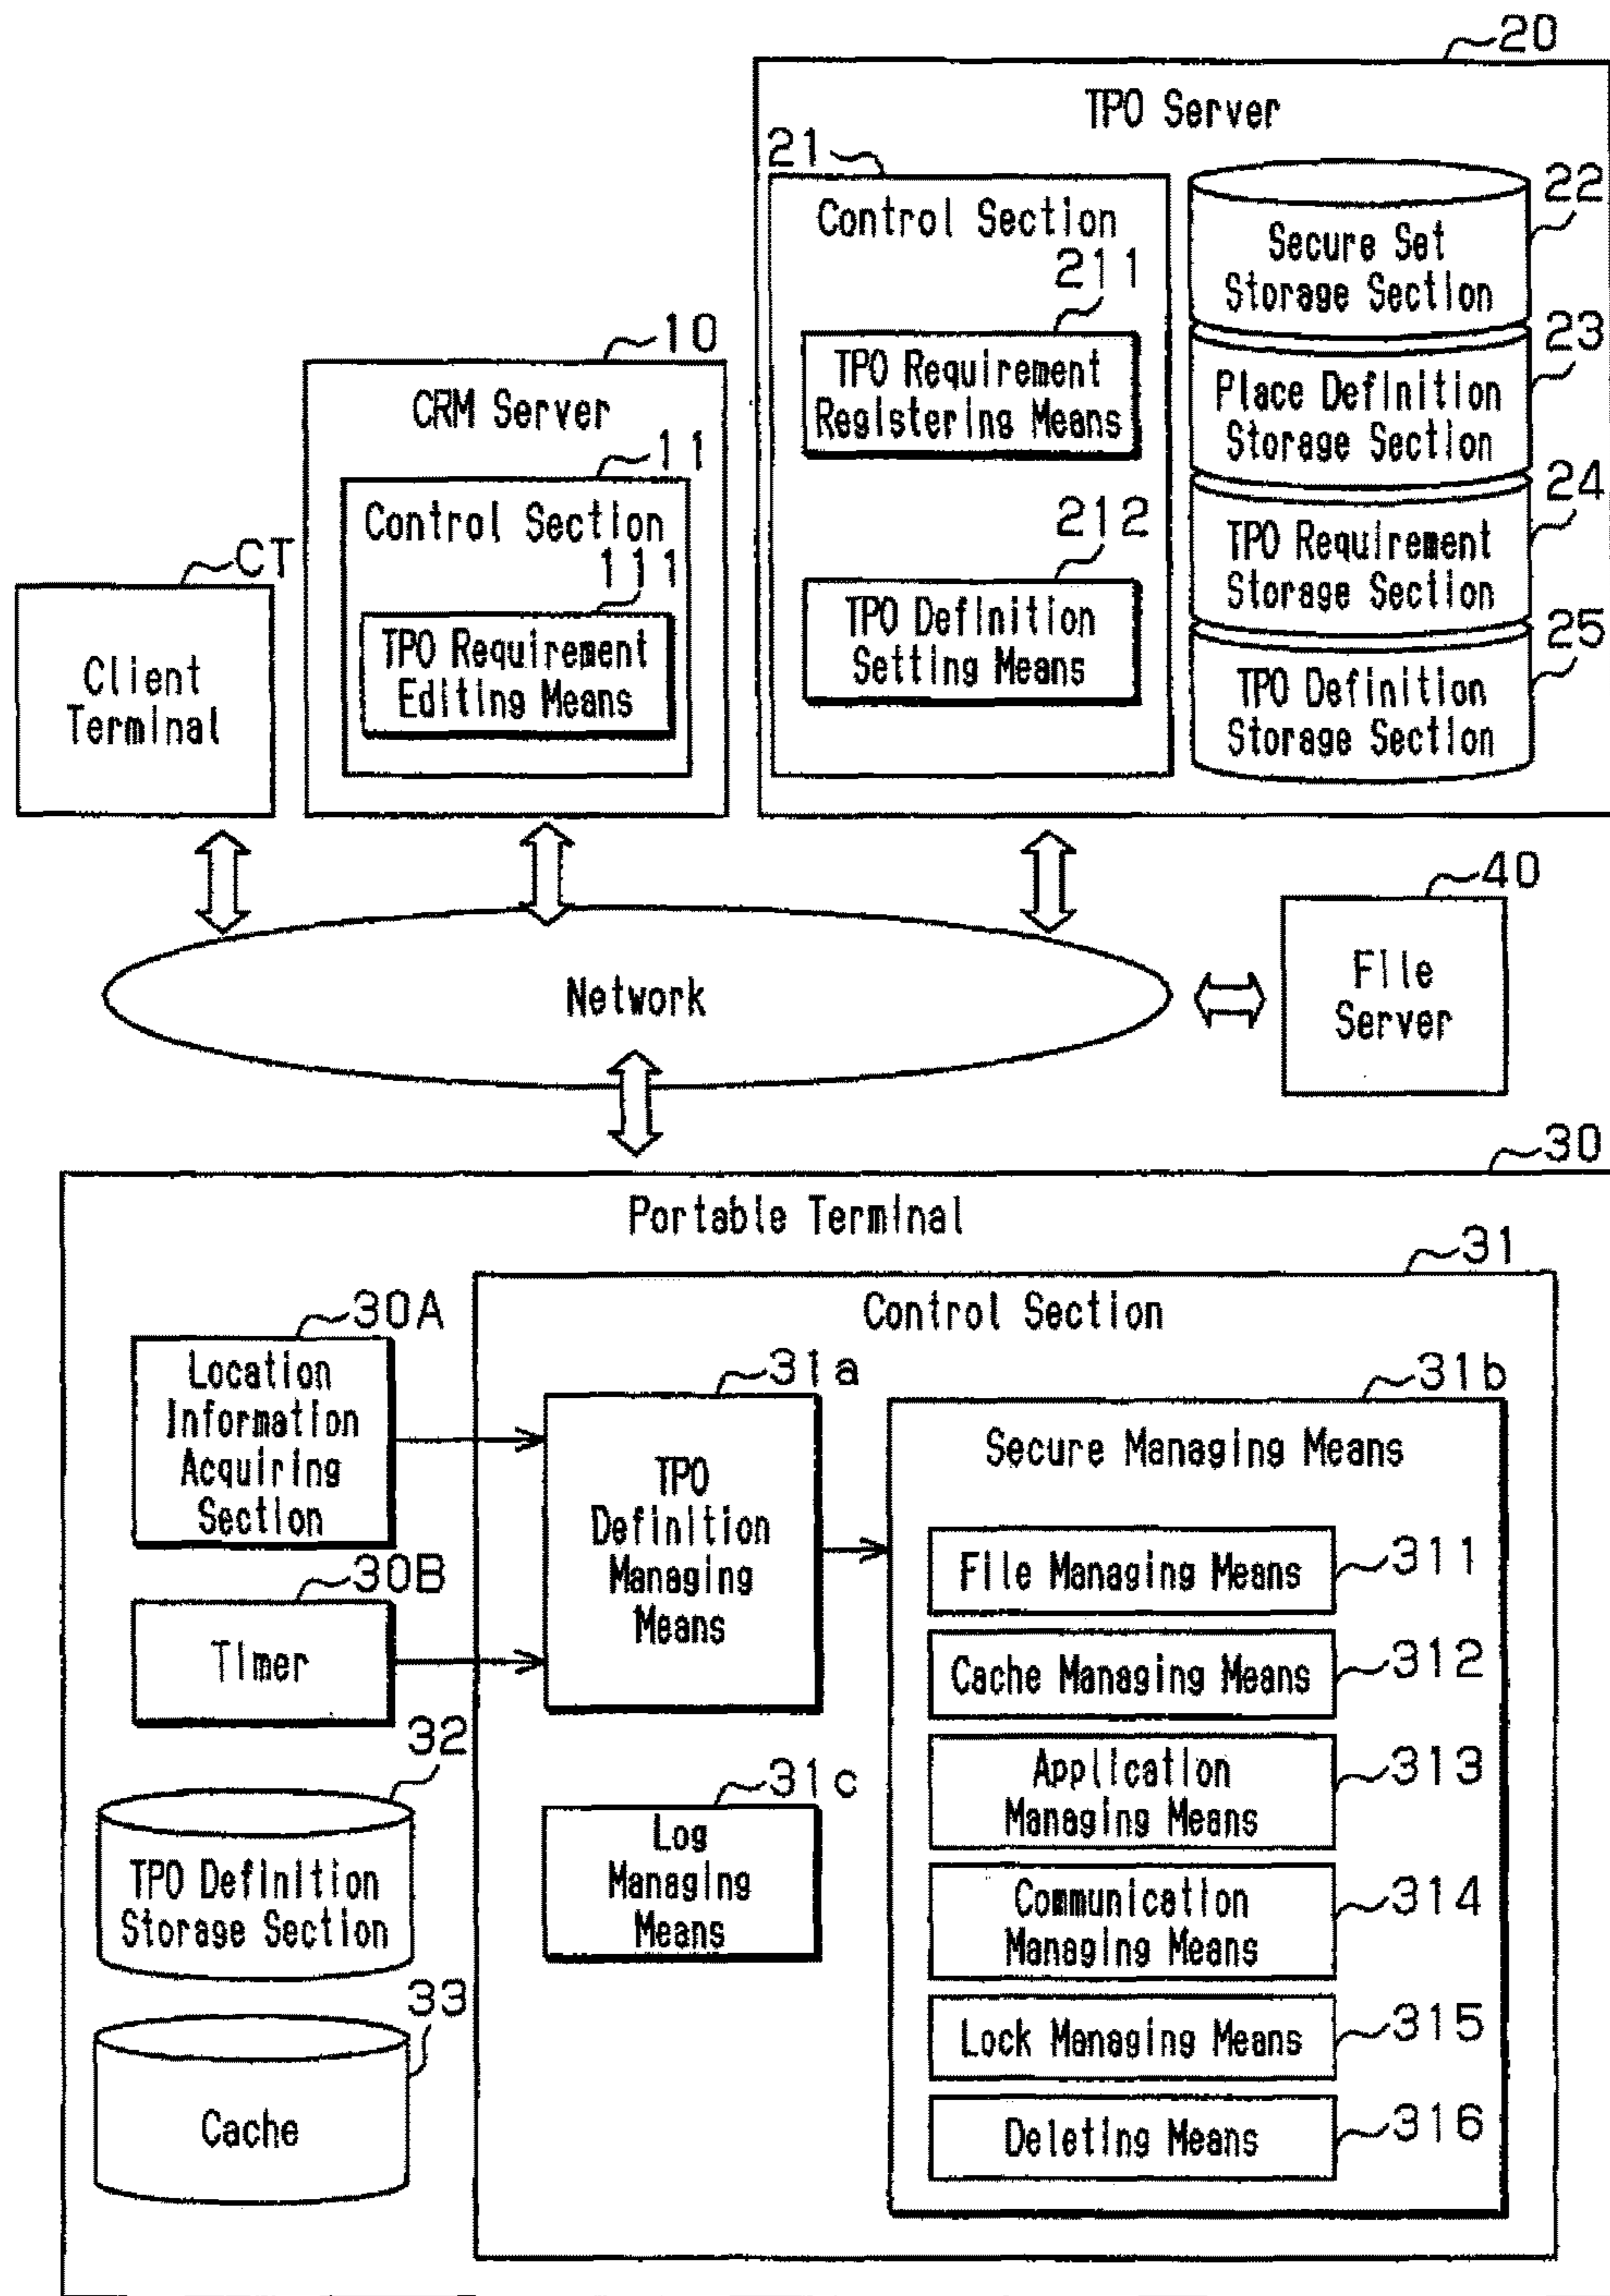 20
TPO Server
21
Control Section
211
TPO Requirement
Registering Means
212
TPO Definition
Setting Means
22
Secure Set
Storage Section
23
Place Definition
Storage Section
24
TPO Requirement
Storage Section
25
TPO Definition
Storage Section
10
CRM Server
11
Control Section
111
TPO Requirement
Editing Means
CT
Client
Terminal
Network
40
File
Server
30
Portable Terminal
31
Control Section
30A
Location
Information
Acquiring
Section
30B
Timer
32
TPO Definition
Storage Section
33
Cache
31a
TPO
Definition
Managing
Means
31c
Log
Managing
Means
31b
Secure Managing Means
File Managing Means
311
Cache Managing Means
312
Application
Managing Means
313
Communication
Managing Means
314
Lock Managing Means
315
Deleting Means
316